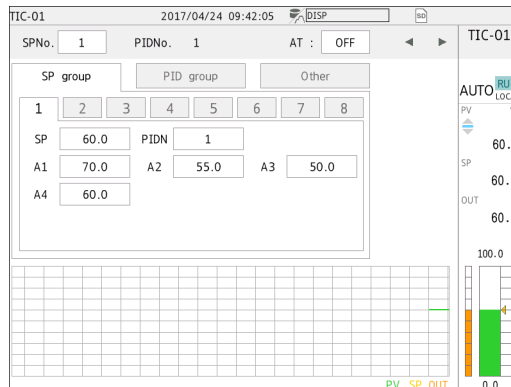 TIC-01 2017/04/24 09:42:05 DISP SD
SPNo. 1 PIDNo. 1 AT : OFF
SP group PID group Other
1 2 3 4 5 6 7 8
SP 60.0 PIDN 1
A1 70.0 A2 55.0 A3 50.0
A4 60.0
PV SP OUT
TIC-01
AUTO RU
LOC
PV
60.
SP
60.
OUT
60.
100.0
0.0